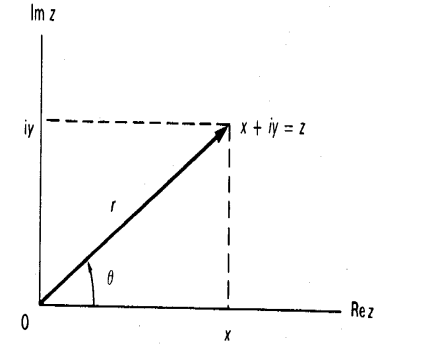 Im z
iy
x + iy = z
r
θ
0
x
Re z